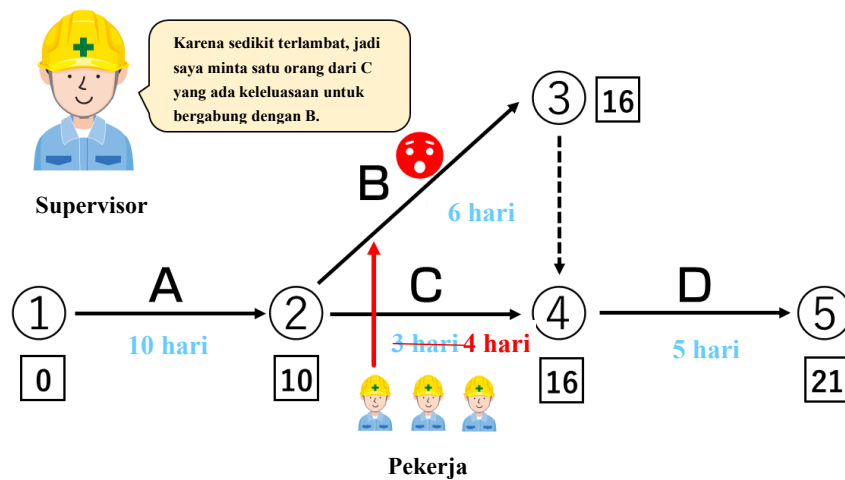 Karena sedikit terlambat, jadi
saya minta satu orang dari C
yang ada keleluasaan untuk
bergabung dengan B.
Supervisor
③ 16
B
6 hari
A
C
D
① ② ④ ⑤
10 hari
3 hari 4 hari
5 hari
0
10
16
21
Pekerja